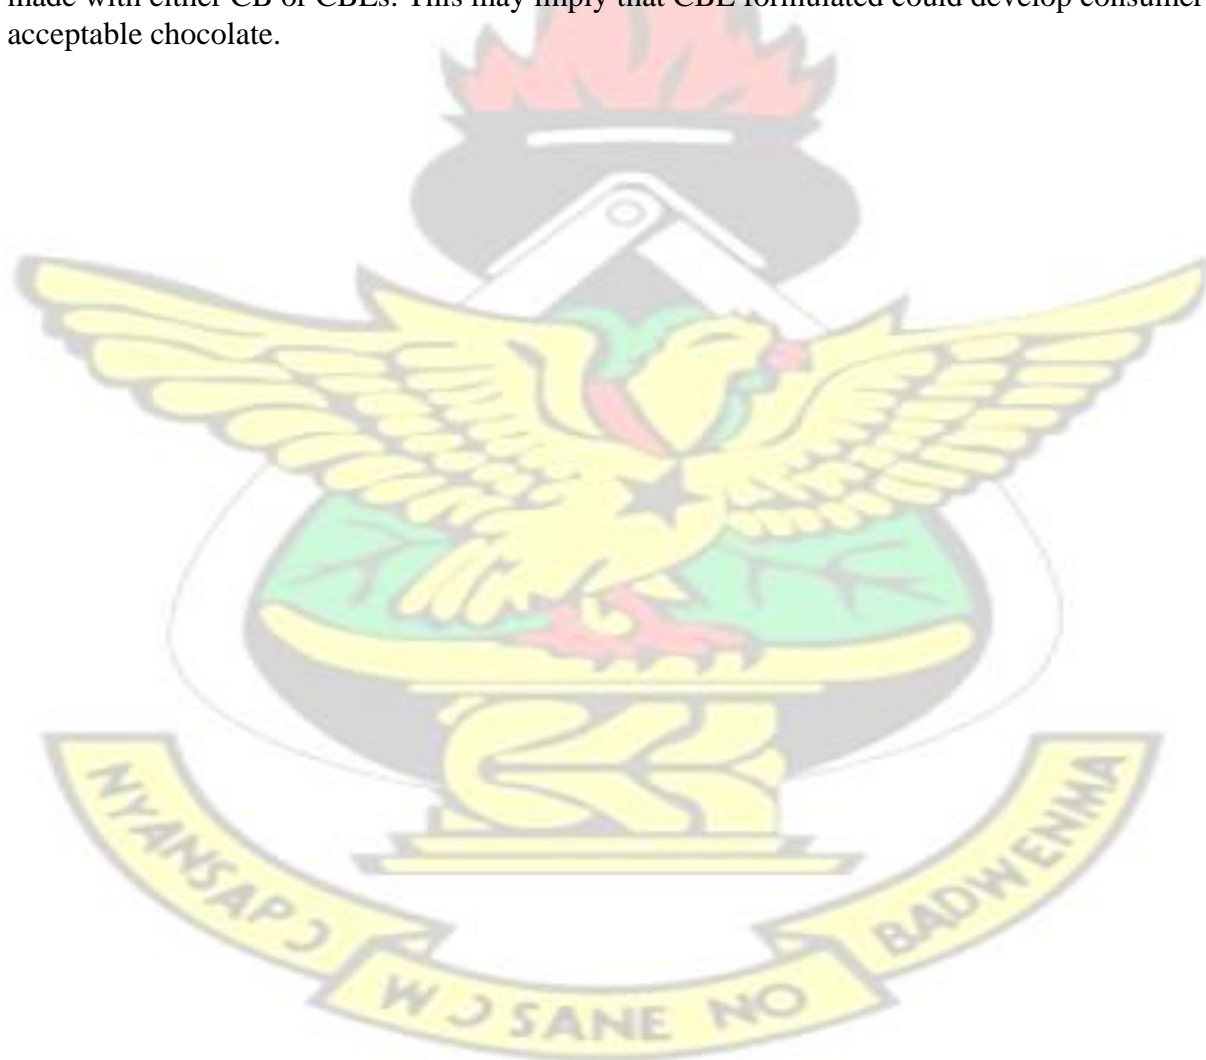 made with either CB or CBEs. This may imply that CBE formulated could develop consumer
acceptable chocolate.
NYANSAPƆ
WƆSANE NO
BADWENMA